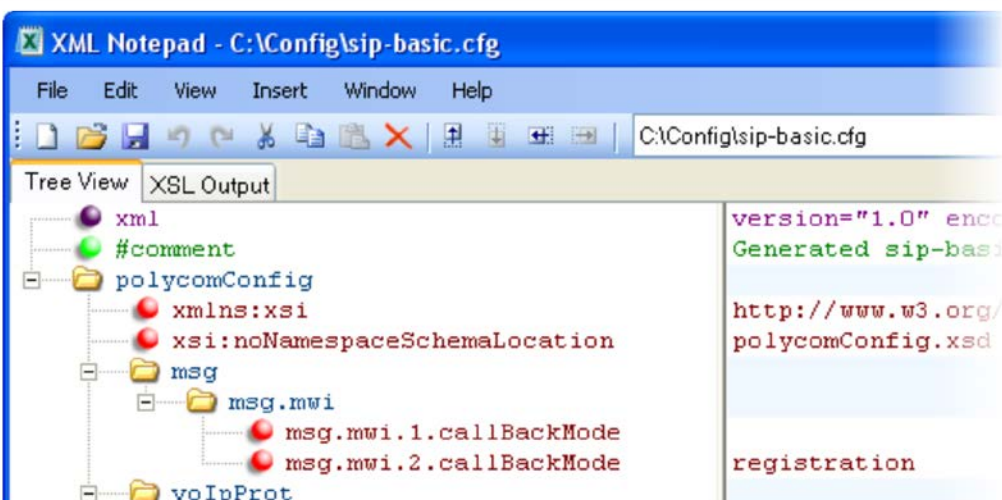 XML Notepad - C:\Config\sip-basic.cfg
File Edit View Insert Window Help
C:\Config\sip-basic.cfg
Tree View XSL Output
xml version="1.0"
#comment Generated
polycomConfig
xmlns:xsi http://www.w3.org/
xsi:noNamespaceSchemaLocation polycomConfig.xsd
msg
msg.mwi
msg.mwi.1.callBackMode
msg.mwi.2.callBackMode registration
voIpProt